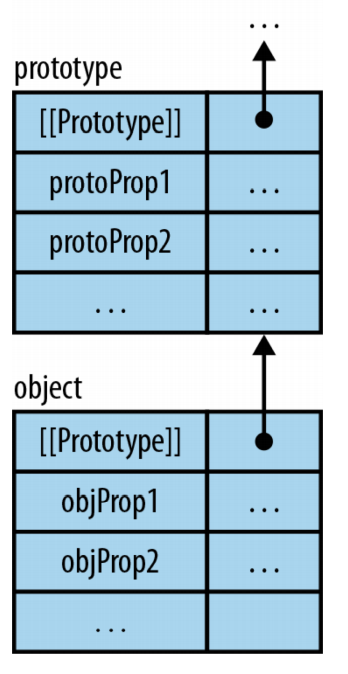 ...
prototype
[[Prototype]]
protoProp1 ...
protoProp2 ...
... ...
object
[[Prototype]]
objProp1 ...
objProp2 ...
...